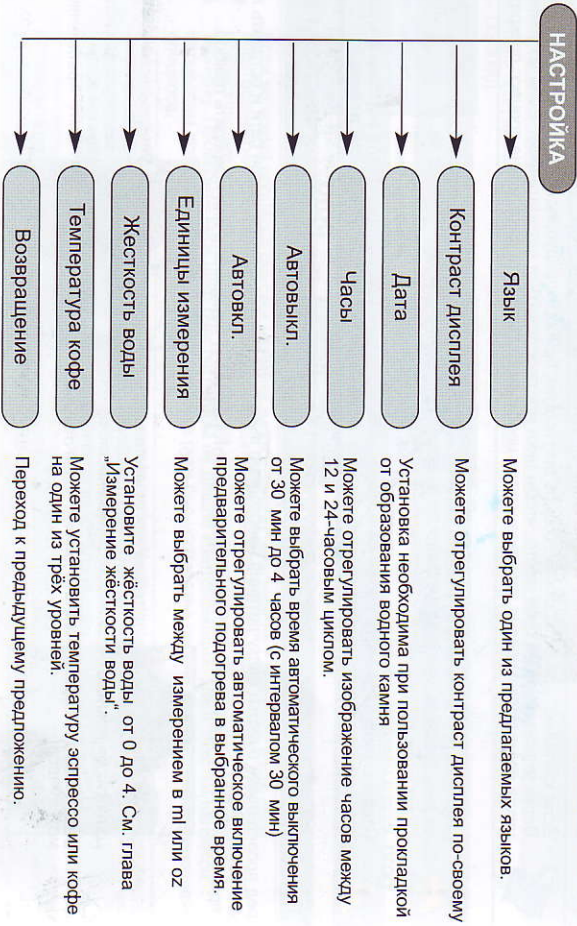 НАСТРОЙКА
Язык
Можете выбрать один из предлагаемых языков.
Контраст дисплея
Можете отрегулировать контраст дисплея по-своему
Дата
Установка необходима при пользовании прокладкой
от образования водного камня
Часы
Можете отрегулировать изображение часов между
12 и 24-часовым циклом.
Автовыкл.
Можете выбрать время автоматического выключения
от 30 мин до 4 часов (с интервалом 30 мин)
Автовкл.
Можете отрегулировать автоматическое включение
предварительного подогрева в выбранное время.
Единицы измерения
Можете выбрать между измерением в ml или oz
Жесткость воды
Установите жёсткость воды от 0 до 4. См. глава
„Измерение жёсткости воды“.
Температура кофе
Можете установить температуру эспрессо или кофе
на один из трёх уровней.
Возвращение
Переход к предыдущему предложению.